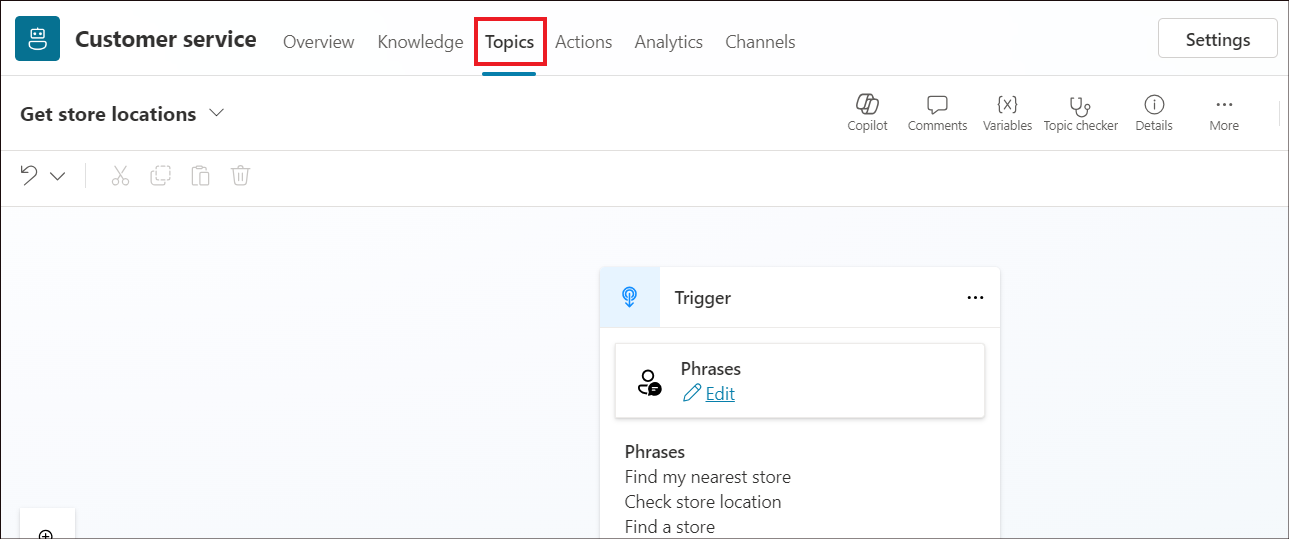 Customer service
Overview Knowledge Topics Actions Analytics Channels
Settings
Get store locations
Copilot Comments Variables Topic checker Details More
Trigger
Phrases
Edit
Phrases
Find my nearest store
Check store location
Find a store